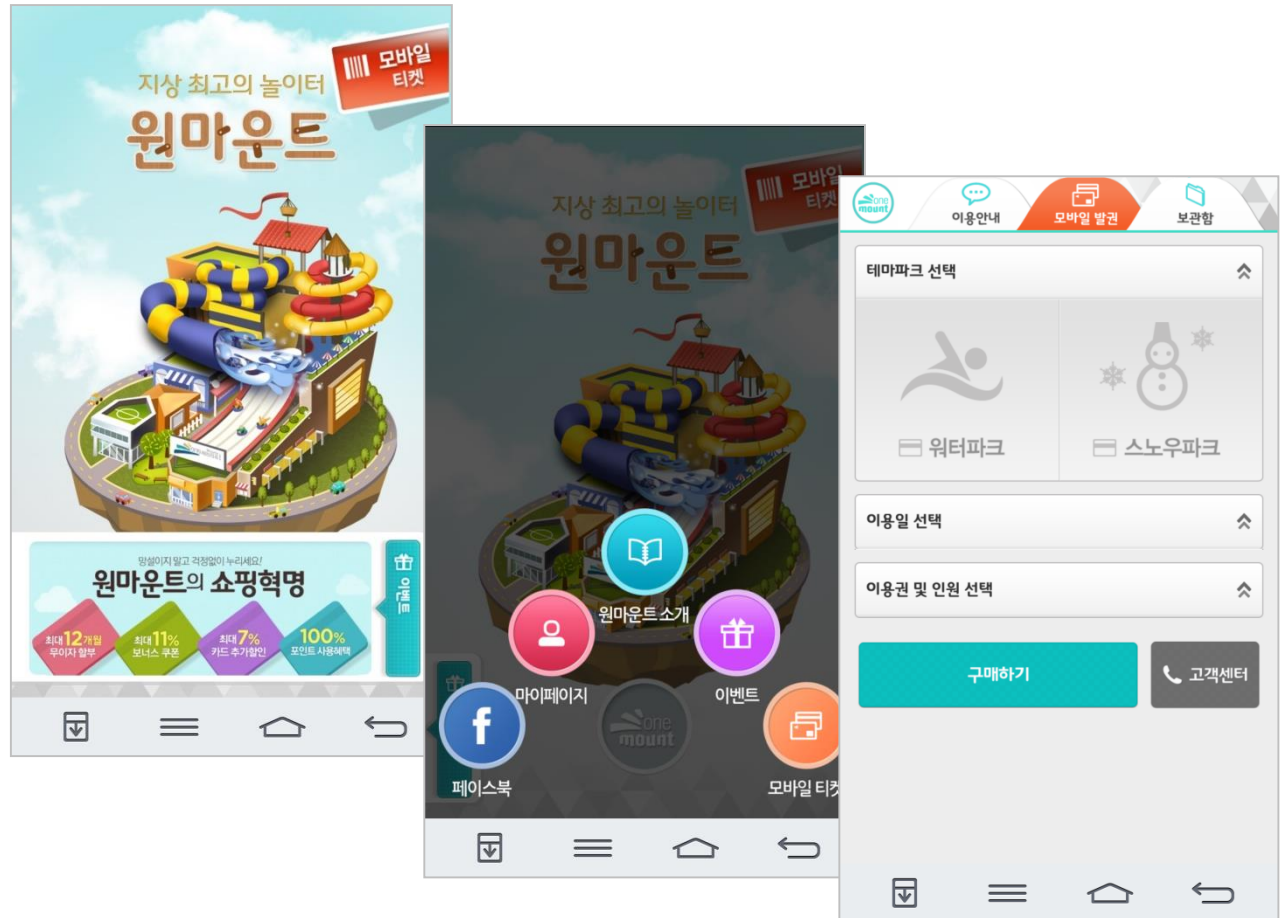 모바일
티켓
지상 최고의 놀이터
원마운트
망설이지 말고 걱정없이 누리세요!
원마운트의 쇼핑혁명
최대 12개월
무이자 할부
최대 11%
보너스 쿠폰
최대 7%
카드 추가할인
100%
포인트 사용혜택
이벤트
모바일
티켓
지상 최고의 놀이터
원마운트
원마운트 소개
마이페이지
이벤트
one
mount
페이스북
모바일 티켓
one
mount
이용안내
모바일 발권
보관함
테마파크 선택
워터파크
스노우파크
이용일 선택
이용권 및 인원 선택
구매하기
고객센터